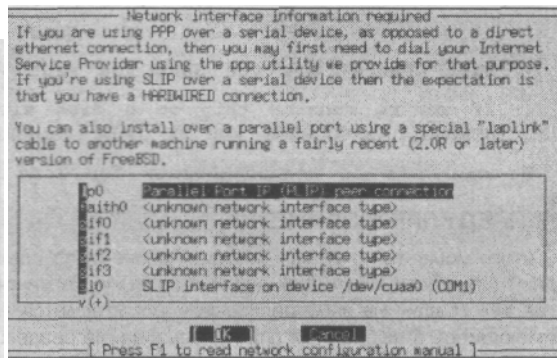 Network interface information required
If you are using PPP over a serial device, as opposed to a direct
ethernet connection, then you may first need to dial your Internet
Service Provider using the ppp utility we provide for that purpose.
If you're using SLIP over a serial device then the expectation is
that you have a HARDWIRED connection.
You can also install over a parallel port using a special "laplink"
cable to another machine running a fairly recent (2.0R or later)
version of FreeBSD.
lp0 Parallel Port IP (PLIP) peer connection
faith0 <unknown network interface type>
gif0 <unknown network interface type>
gif1 <unknown network interface type>
gif2 <unknown network interface type>
gif3 <unknown network interface type>
sl0 SLIP interface on device /dev/cuaa0 (COM1)
v(+)
[ OK ] Cancel
[ Press F1 to read network configuration manual ]